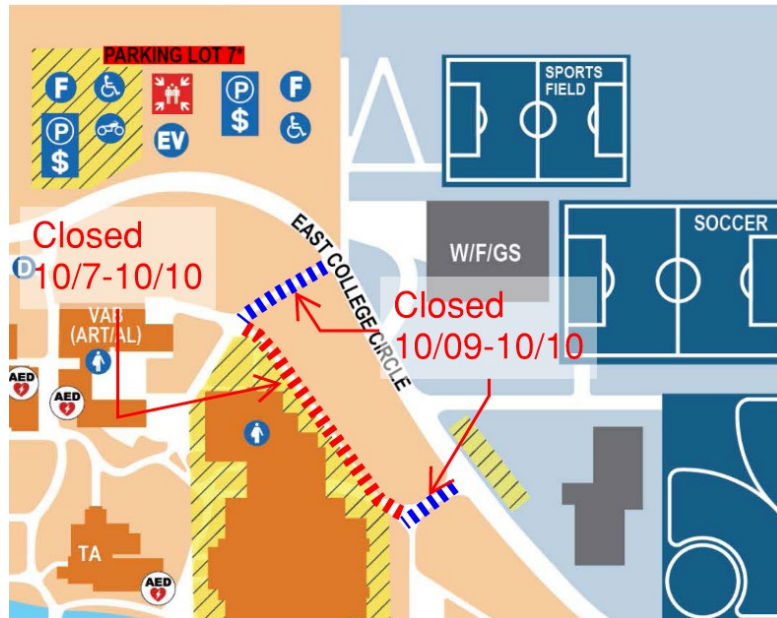 PARKING LOT 7*
F
P
$
EV
P
$
F
SPORTS
FIELD
EAST COLLEGE CIRCLE
W/F/GS
SOCCER
Closed
10/7-10/10
D
VAB
(ART/AL)
Closed
10/09-10/10
AED
AED
TA
AED